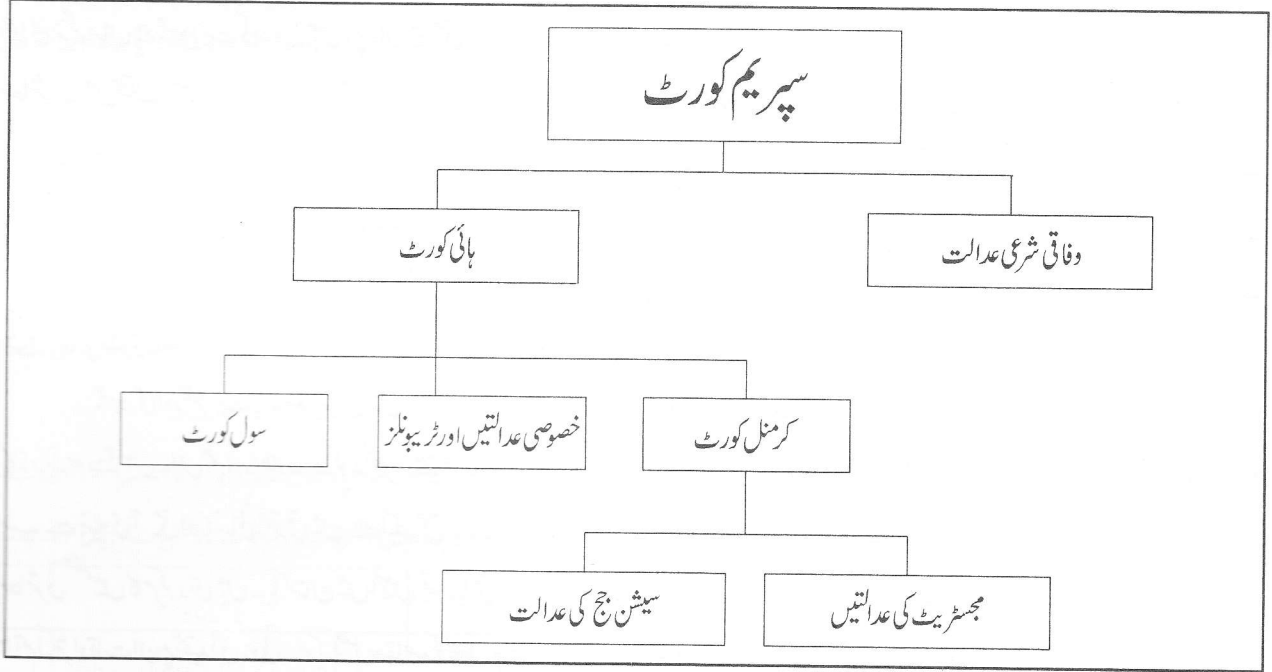 سپریم کورٹ
وفاقی شرعی عدالت
ہائی کورٹ
کرمنل کورٹ
خصوصی عدالتیں اور ٹریبونلز
سول کورٹ
مجسٹریٹ کی عدالتیں
سیشن جج کی عدالت